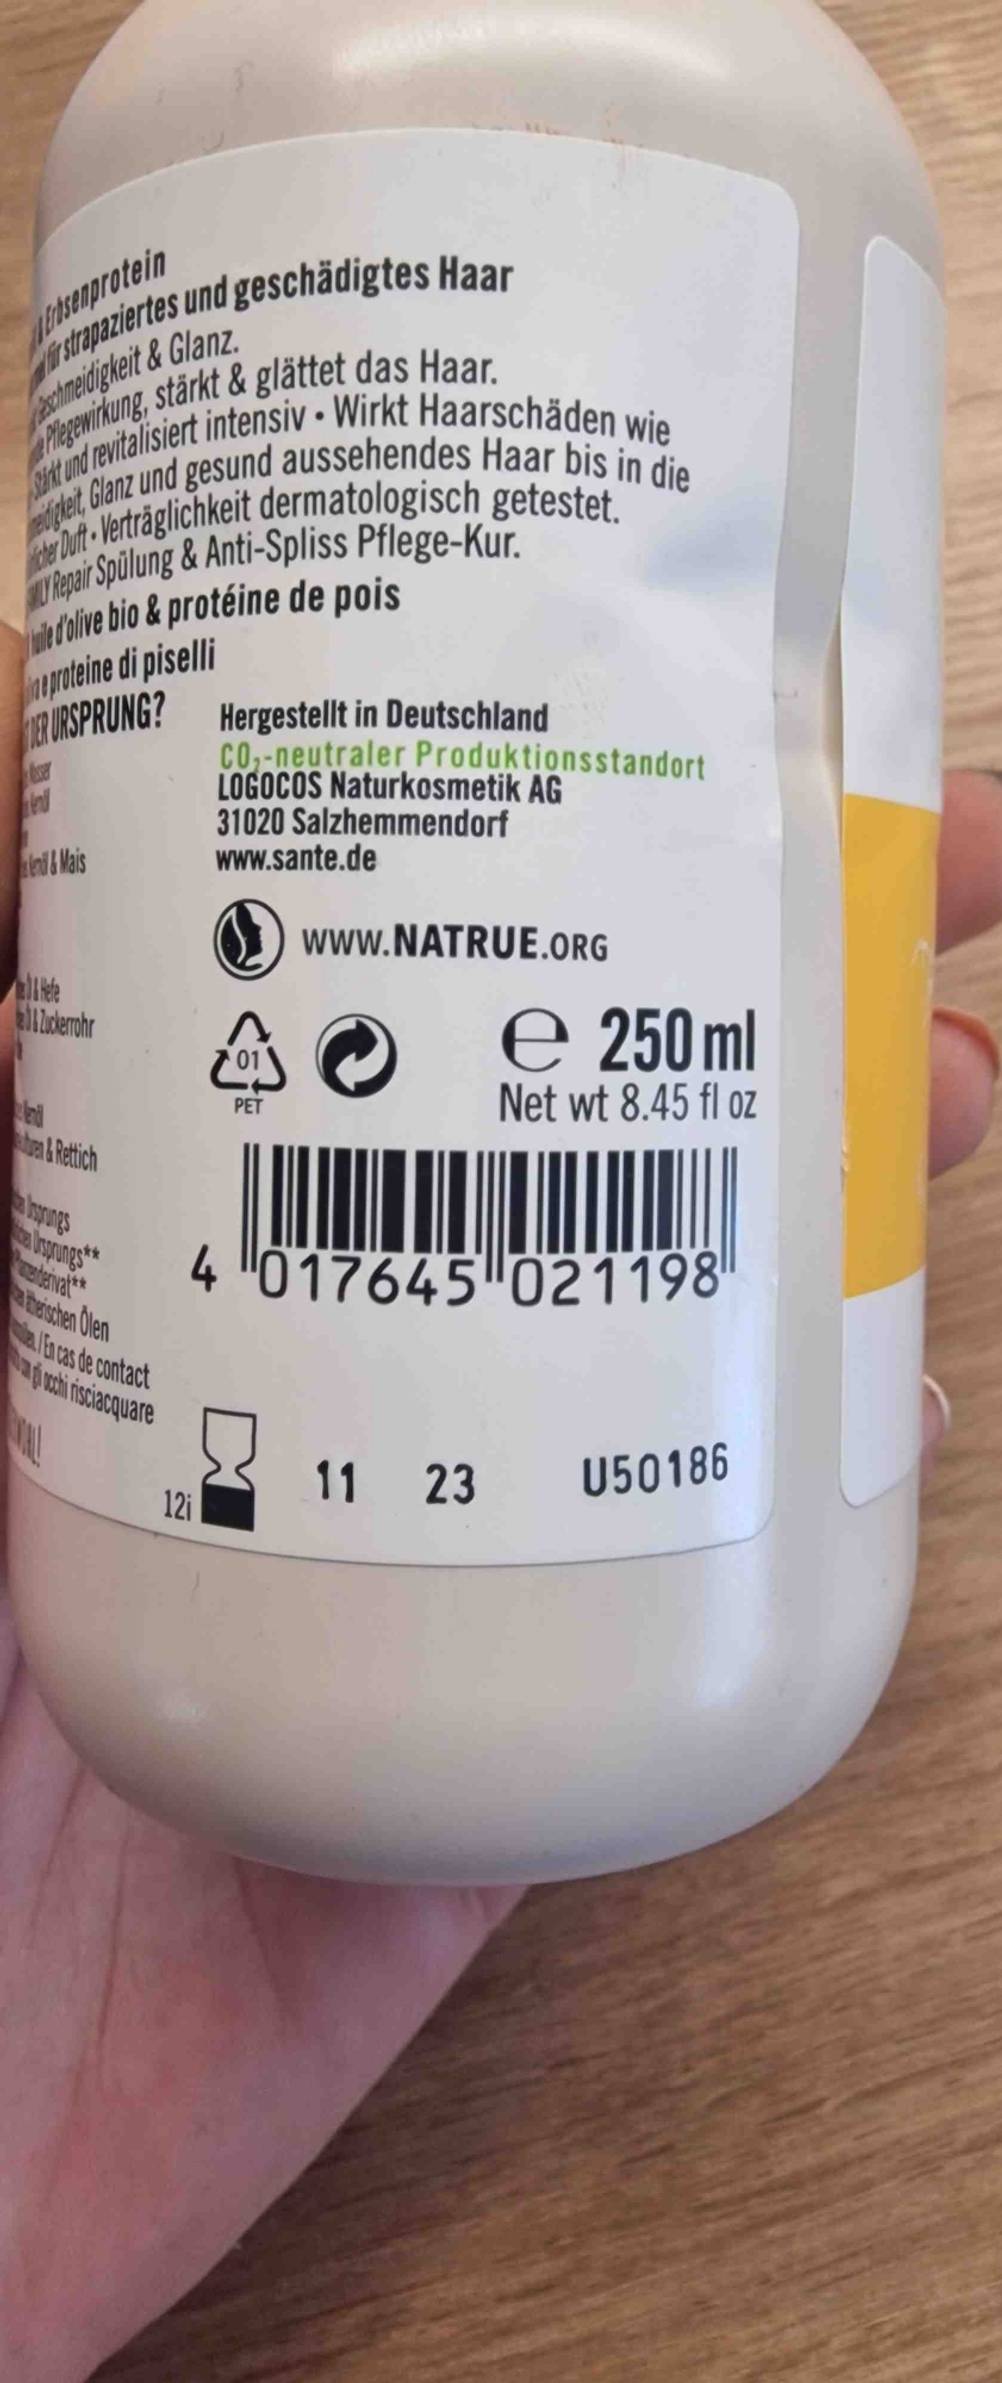 & Erbsenprotein
für strapaziertes und geschädigtes Haar
Geschmeidigkeit & Glanz.
Pflegewirkung, stärkt & glättet das Haar.
Stärkt und revitalisiert intensiv • Wirkt Haarschäden wie
Glanz und gesund aussehendes Haar bis in die
Duft • Verträglichkeit dermatologisch getestet.
Repair Spülung & Anti-Spliss Pflege-Kur.
huile d'olive bio & protéine de pois
e proteine di piselli
DER URSPRUNG?
& Mais
& Hefe
& Zuckerrohr
& Rettich
Ursprungs
Ursprungs**
ätherischen Ölen
/ En cas de contact
gli occhi risciacquare
Hergestellt in Deutschland
CO₂-neutraler Produktionsstandort
LOGOCOS Naturkosmetik AG
31020 Salzhemmendorf
www.sante.de
www.NATRUE.ORG
01
PET
e 250 ml
Net wt 8.45 fl oz
4 017645 021198
12i 11 23 U50186